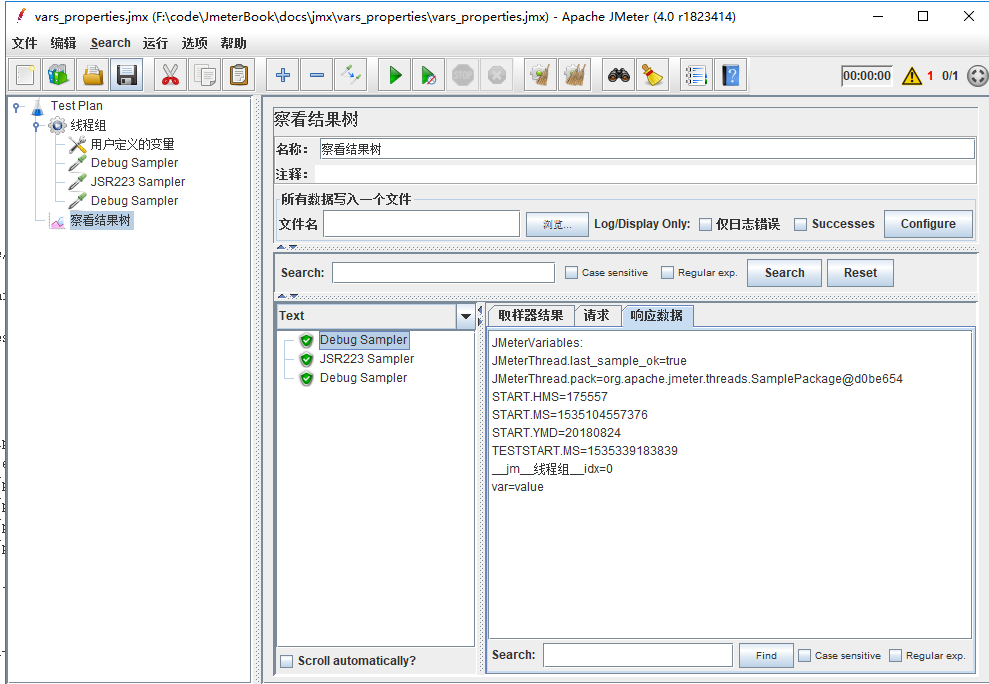 vars_properties.jmx (F:\code\JmeterBook\docs\jmx\vars_properties\vars_properties.jmx) - Apache JMeter (4.0 r1823414)
文件 编辑 Search 运行 选项 帮助
STOP 00:00:00 1 0/1
Test Plan
线程组
用户定义的变量
Debug Sampler
JSR223 Sampler
Debug Sampler
察看结果树
察看结果树
名称： 察看结果树
注释：
所有数据写入一个文件
文件名 浏览... Log/Display Only: 仅日志错误 Successes Configure
Search: Case sensitive Regular exp. Search Reset
Text
Debug Sampler
JSR223 Sampler
Debug Sampler
Scroll automatically?
取样器结果 请求 响应数据
JMeterVariables:
JMeterThread.last_sample_ok=true
JMeterThread.pack=org.apache.jmeter.threads.SamplePackage@d0be654
START.HMS=175557
START.MS=1535104557376
START.YMD=20180824
TESTSTART.MS=1535339183839
__jm__线程组__idx=0
var=value
Search: Find Case sensitive Regular exp.